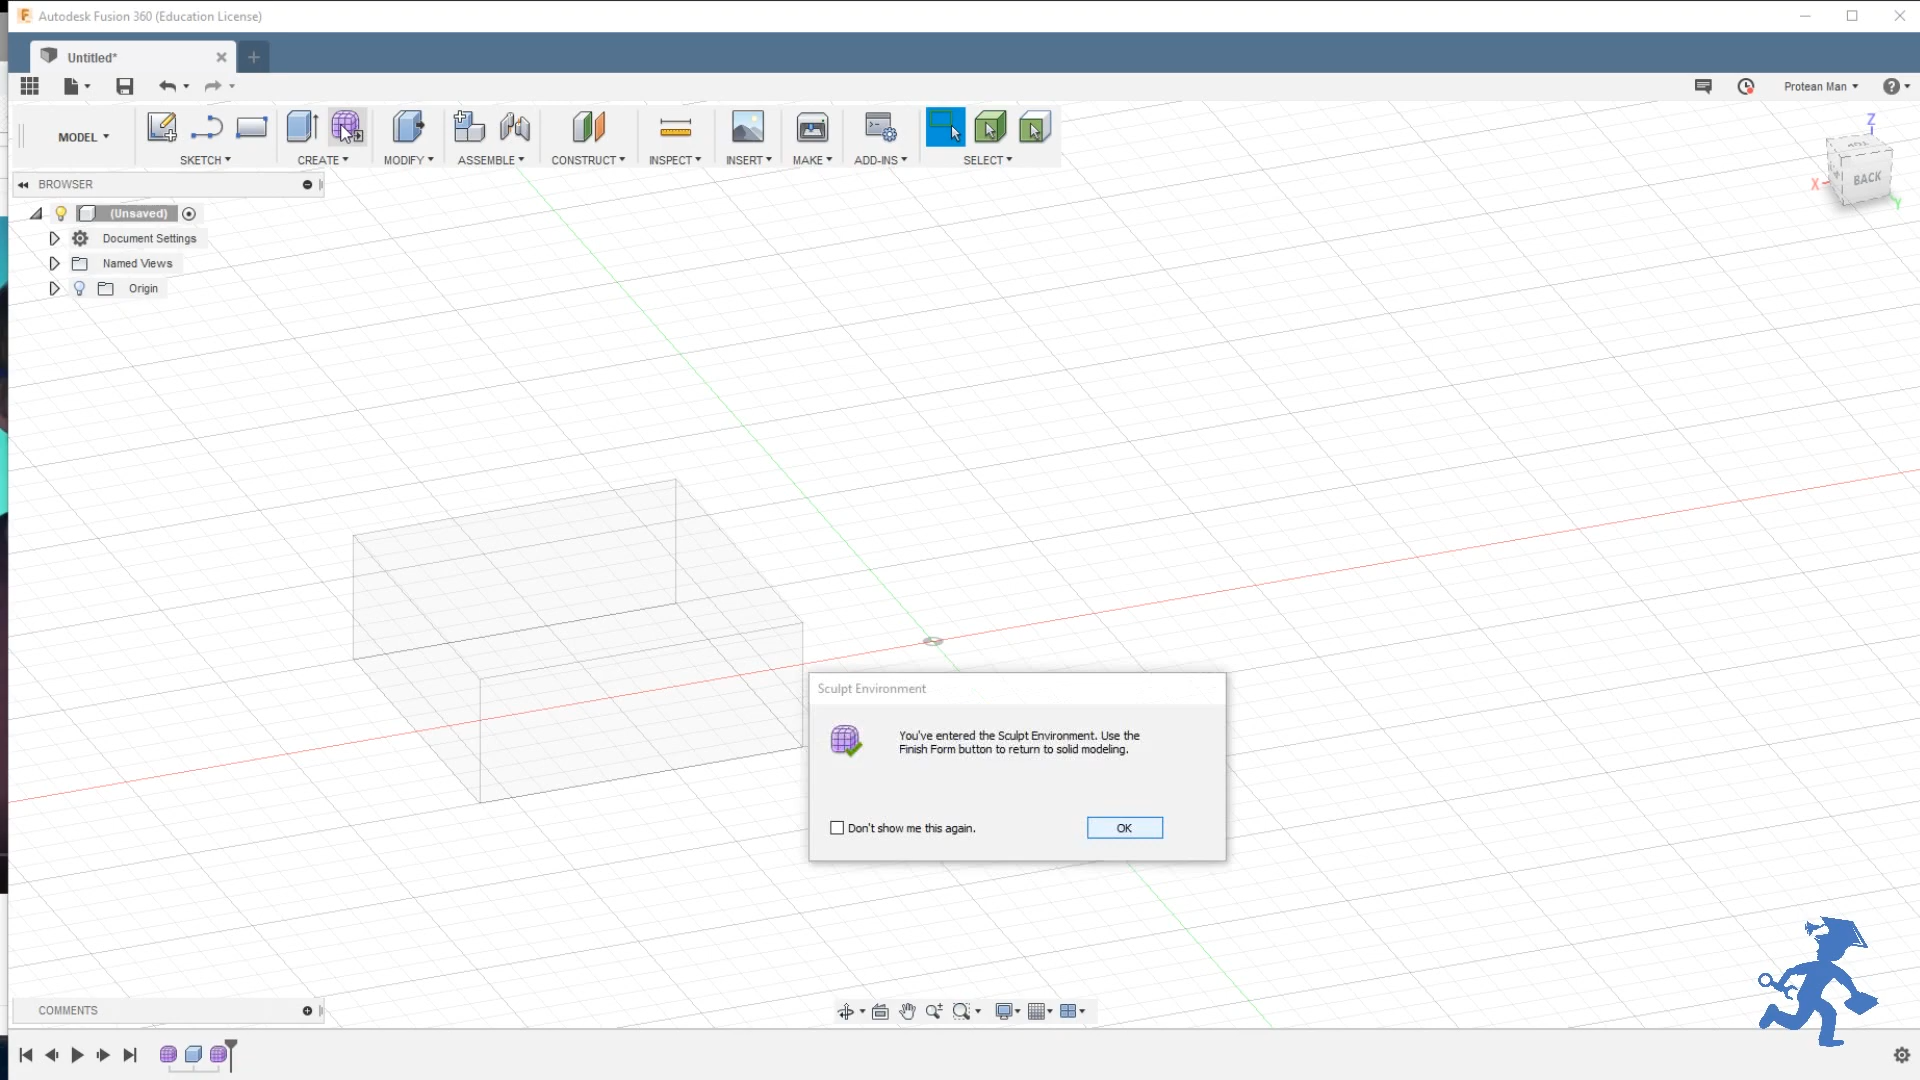 Autodesk Fusion 360 (Education License)
Untitled*
Protean Man
MODEL
SKETCH
CREATE
MODIFY
ASSEMBLE
CONSTRUCT
INSPECT
INSERT
MAKE
ADD-INS
SELECT
Z
TOP
BACK
X
Y
BROWSER
(Unsaved)
Document Settings
Named Views
Origin
Sculpt Environment
You've entered the Sculpt Environment. Use the
Finish Form button to return to solid modeling.
Don't show me this again.
OK
COMMENTS